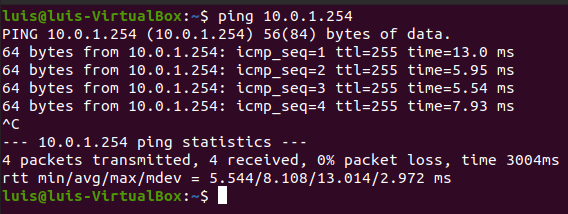 luis@luis-VirtualBox:~$ ping 10.0.1.254
PING 10.0.1.254 (10.0.1.254) 56(84) bytes of data.
64 bytes from 10.0.1.254: icmp_seq=1 ttl=255 time=13.0 ms
64 bytes from 10.0.1.254: icmp_seq=2 ttl=255 time=5.95 ms
64 bytes from 10.0.1.254: icmp_seq=3 ttl=255 time=5.54 ms
64 bytes from 10.0.1.254: icmp_seq=4 ttl=255 time=7.93 ms
^C
--- 10.0.1.254 ping statistics ---
4 packets transmitted, 4 received, 0% packet loss, time 3004ms
rtt min/avg/max/mdev = 5.544/8.108/13.014/2.972 ms
luis@luis-VirtualBox:~$